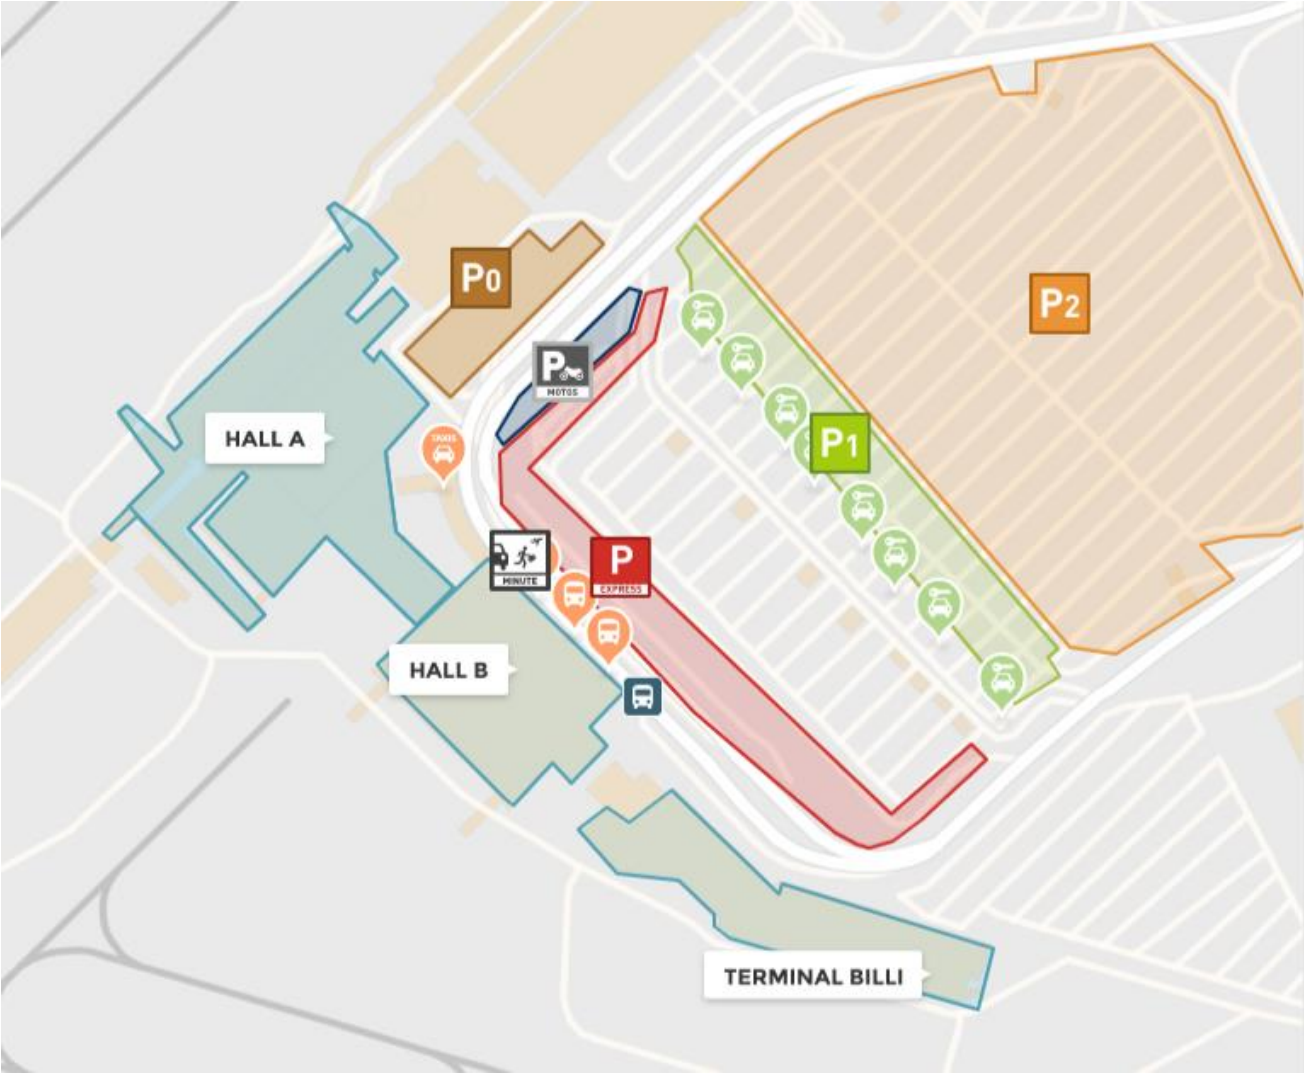 P0
P2
P
MOTOS
HALL A
TAXIS
P1
MINUTE
P
EXPRESS
HALL B
TERMINAL BILLI